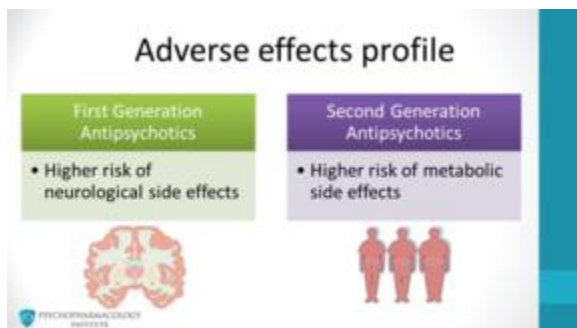 Adverse effects profile
First Generation
Antipsychotics
• Higher risk of
neurological side effects
Second Generation
Antipsychotics
• Higher risk of metabolic
side effects
PSYCHOPHARMACOLOGY
INSTITUTE